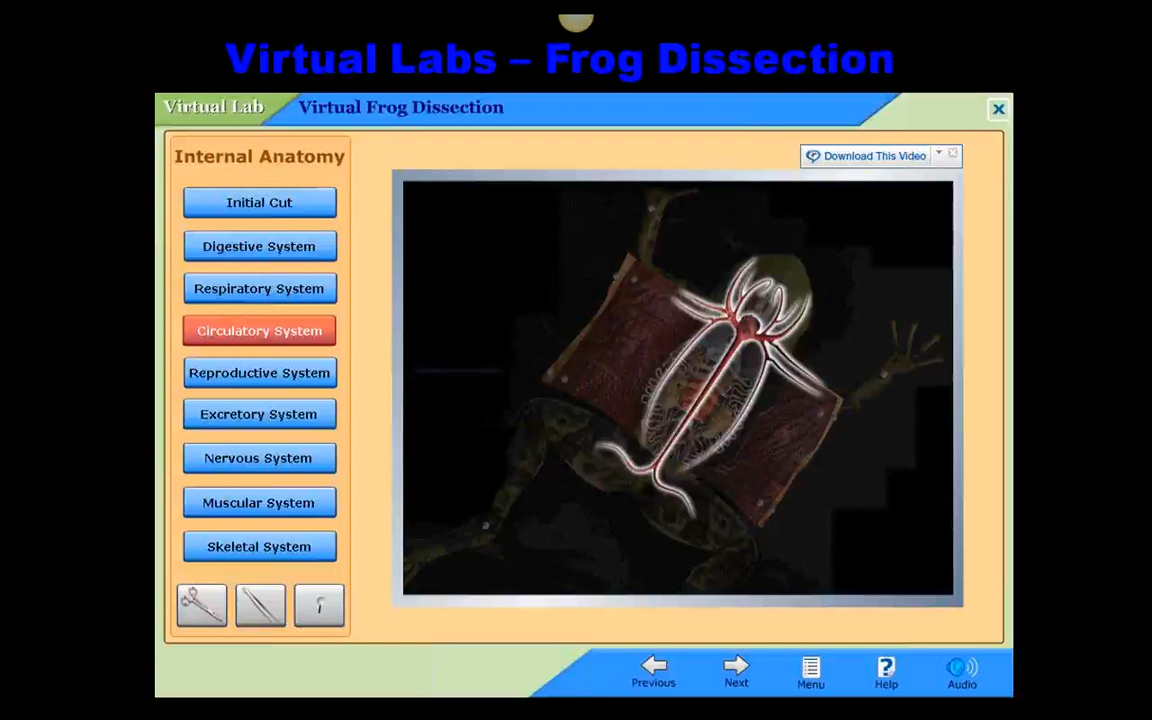 Virtual Labs – Frog Dissection
Virtual Lab
Virtual Frog Dissection
Internal Anatomy
Download This Video
Initial Cut
Digestive System
Respiratory System
Circulatory System
Reproductive System
Excretory System
Nervous System
Muscular System
Skeletal System
Previous
Next
Menu
Help
Audio